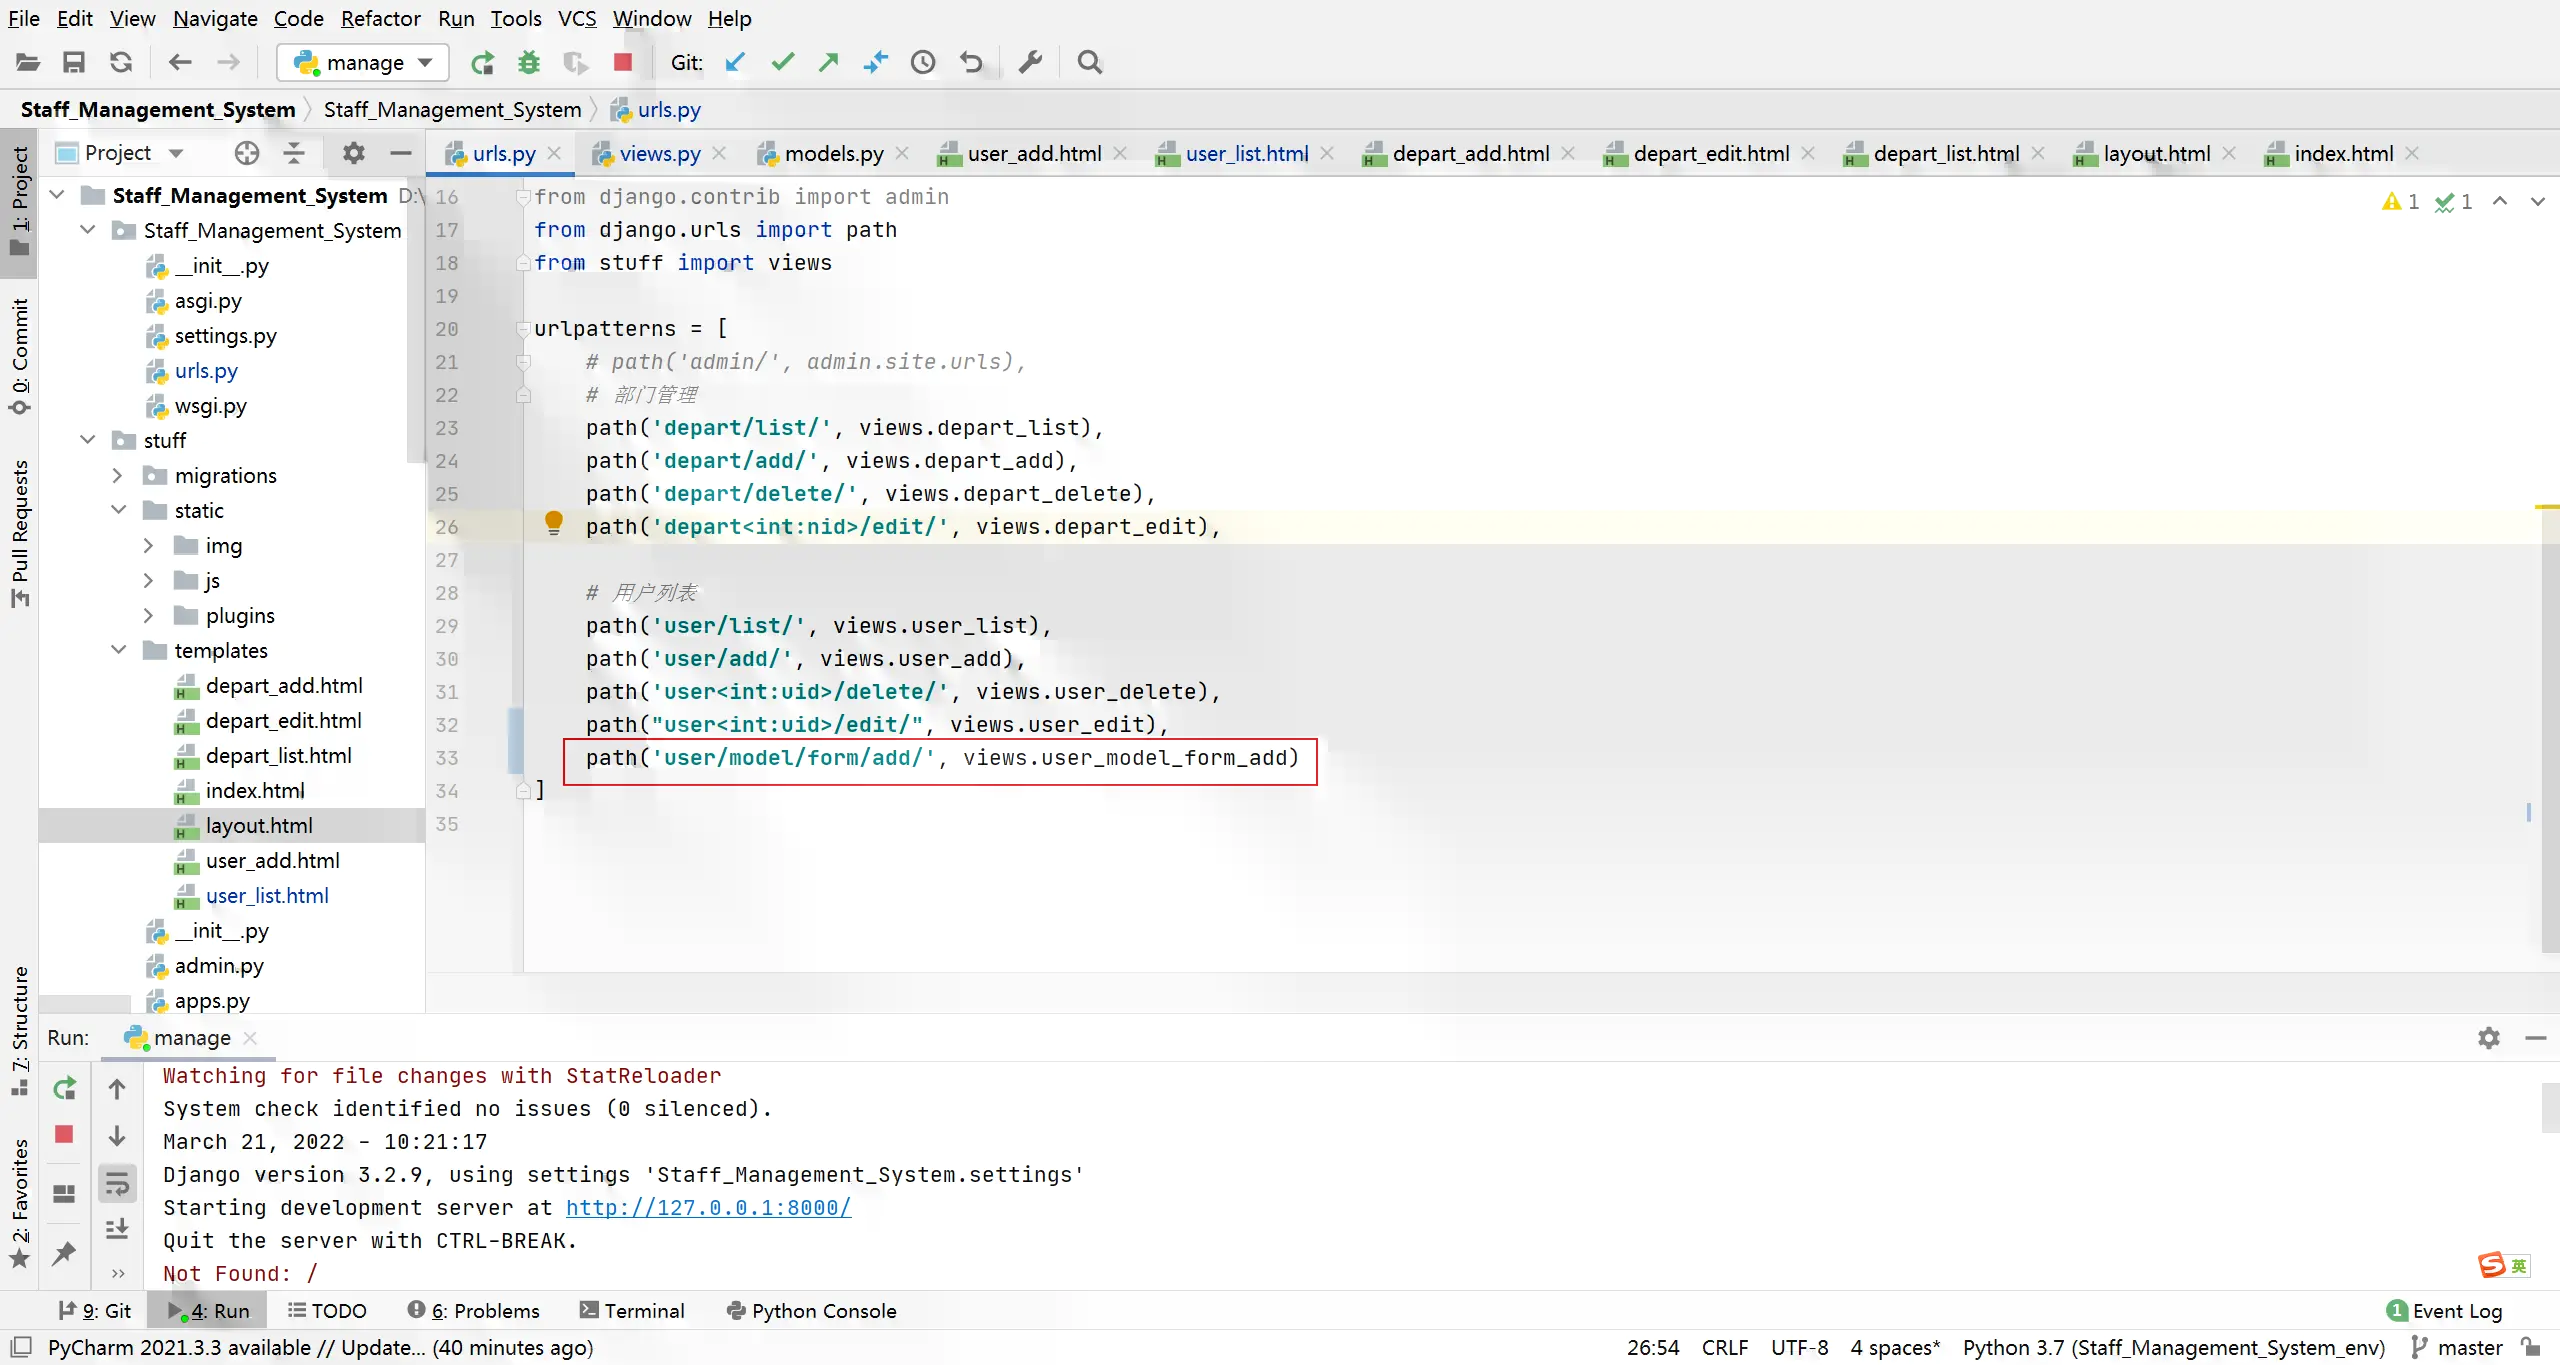 File Edit View Navigate Code Refactor Run Tools VCS Window Help
manage Git:
Staff_Management_System Staff_Management_System urls.py
Project urls.py views.py models.py user_add.html user_list.html depart_add.html depart_edit.html depart_list.html layout.html index.html
1: Project
0: Commit
Pull Requests
7: Structure
2: Favorites
Staff_Management_System D:\
Staff_Management_System
__init__.py
asgi.py
settings.py
urls.py
wsgi.py
stuff
migrations
static
img
js
plugins
templates
depart_add.html
depart_edit.html
depart_list.html
index.html
layout.html
user_add.html
user_list.html
__init__.py
admin.py
apps.py
1 1
16 from django.contrib import admin
17 from django.urls import path
18 from stuff import views
19
20 urlpatterns = [
21 # path('admin/', admin.site.urls),
22 # 部门管理
23 path('depart/list/', views.depart_list),
24 path('depart/add/', views.depart_add),
25 path('depart/delete/', views.depart_delete),
26 path('depart<int:nid>/edit/', views.depart_edit),
27
28 # 用户列表
29 path('user/list/', views.user_list),
30 path('user/add/', views.user_add),
31 path('user<int:uid>/delete/', views.user_delete),
32 path("user<int:uid>/edit/", views.user_edit),
33 path('user/model/form/add/', views.user_model_form_add)
34 ]
35
Run: manage
Watching for file changes with StatReloader
System check identified no issues (0 silenced).
March 21, 2022 - 10:21:17
Django version 3.2.9, using settings 'Staff_Management_System.settings'
Starting development server at http://127.0.0.1:8000/
Quit the server with CTRL-BREAK.
Not Found: /
英
9: Git 4: Run TODO 6: Problems Terminal Python Console 1 Event Log
PyCharm 2021.3.3 available // Update... (40 minutes ago) 26:54 CRLF UTF-8 4 spaces* Python 3.7 (Staff_Management_System_env) master